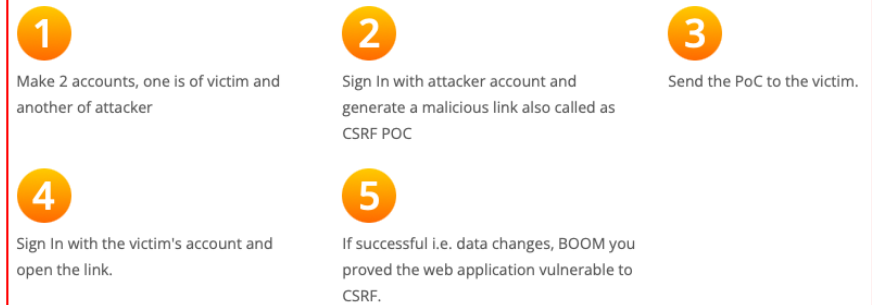 1
Make 2 accounts, one is of victim and
another of attacker
2
Sign In with attacker account and
generate a malicious link also called as
CSRF POC
3
Send the PoC to the victim.
4
Sign In with the victim's account and
open the link.
5
If successful i.e. data changes, BOOM you
proved the web application vulnerable to
CSRF.